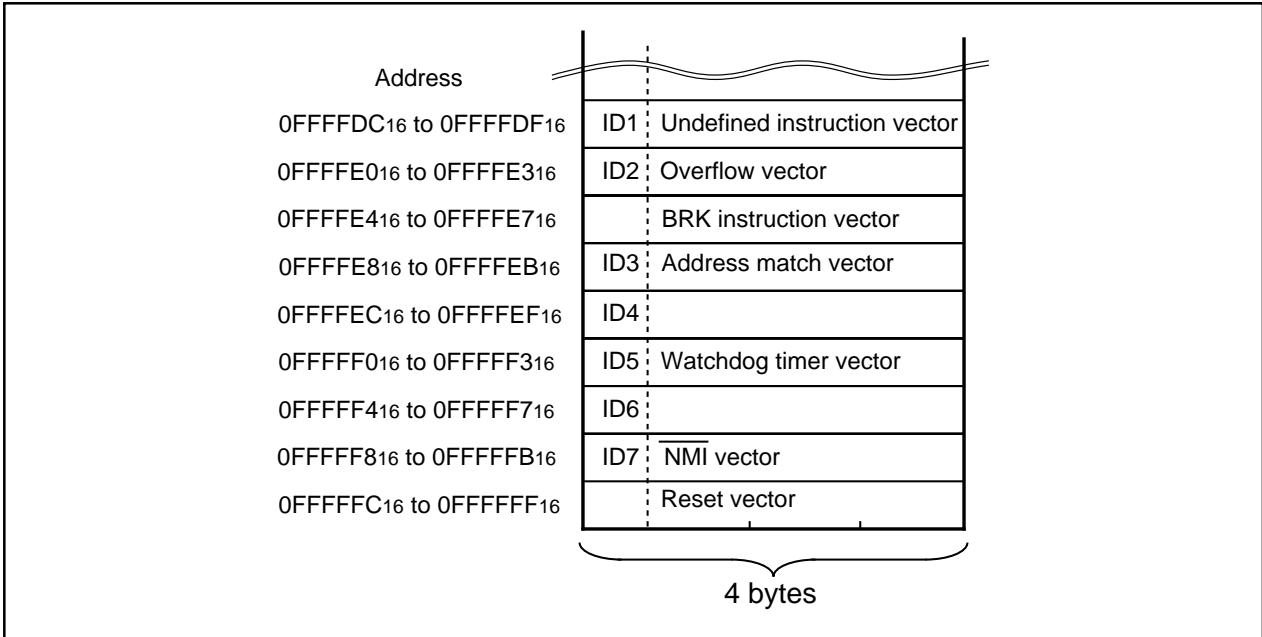 Address
0FFFFDC16 to 0FFFFDF16 ID1 Undefined instruction vector
0FFFFE016 to 0FFFFE316 ID2 Overflow vector
0FFFFE416 to 0FFFFE716 BRK instruction vector
0FFFFE816 to 0FFFFEB16 ID3 Address match vector
0FFFFEC16 to 0FFFFEF16 ID4
0FFFFF016 to 0FFFFF316 ID5 Watchdog timer vector
0FFFFF416 to 0FFFFF716 ID6
0FFFFF816 to 0FFFFFB16 ID7 N̅M̅I̅ vector
0FFFFFC16 to 0FFFFFF16 Reset vector
4 bytes